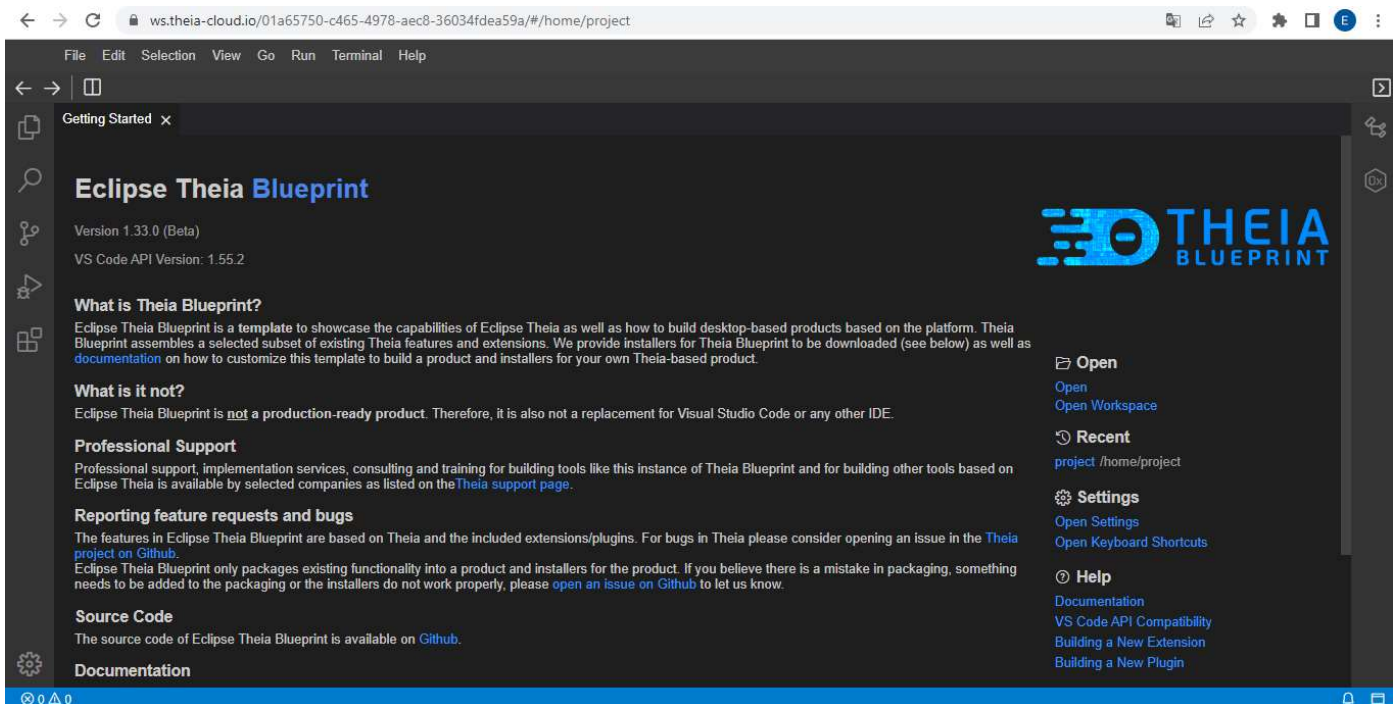 ws.theia-cloud.io/01a65750-c465-4978-aec8-36034fdea59a/#/home/project
E
File Edit Selection View Go Run Terminal Help
Getting Started
Eclipse Theia Blueprint
Version 1.33.0 (Beta)
VS Code API Version: 1.55.2
THEIA
BLUEPRINT
What is Theia Blueprint?
Eclipse Theia Blueprint is a template to showcase the capabilities of Eclipse Theia as well as how to build desktop-based products based on the platform. Theia
Blueprint assembles a selected subset of existing Theia features and extensions. We provide installers for Theia Blueprint to be downloaded (see below) as well as
documentation on how to customize this template to build a product and installers for your own Theia-based product.
What is it not?
Eclipse Theia Blueprint is not a production-ready product. Therefore, it is also not a replacement for Visual Studio Code or any other IDE.
Professional Support
Professional support, implementation services, consulting and training for building tools like this instance of Theia Blueprint and for building other tools based on
Eclipse Theia is available by selected companies as listed on theTheia support page.
Reporting feature requests and bugs
The features in Eclipse Theia Blueprint are based on Theia and the included extensions/plugins. For bugs in Theia please consider opening an issue in the Theia
project on Github.
Eclipse Theia Blueprint only packages existing functionality into a product and installers for the product. If you believe there is a mistake in packaging, something
needs to be added to the packaging or the installers do not work properly, please open an issue on Github to let us know.
Source Code
The source code of Eclipse Theia Blueprint is available on Github.
Documentation
Open
Open
Open Workspace
Recent
project /home/project
Settings
Open Settings
Open Keyboard Shortcuts
Help
Documentation
VS Code API Compatibility
Building a New Extension
Building a New Plugin
0x
0 0